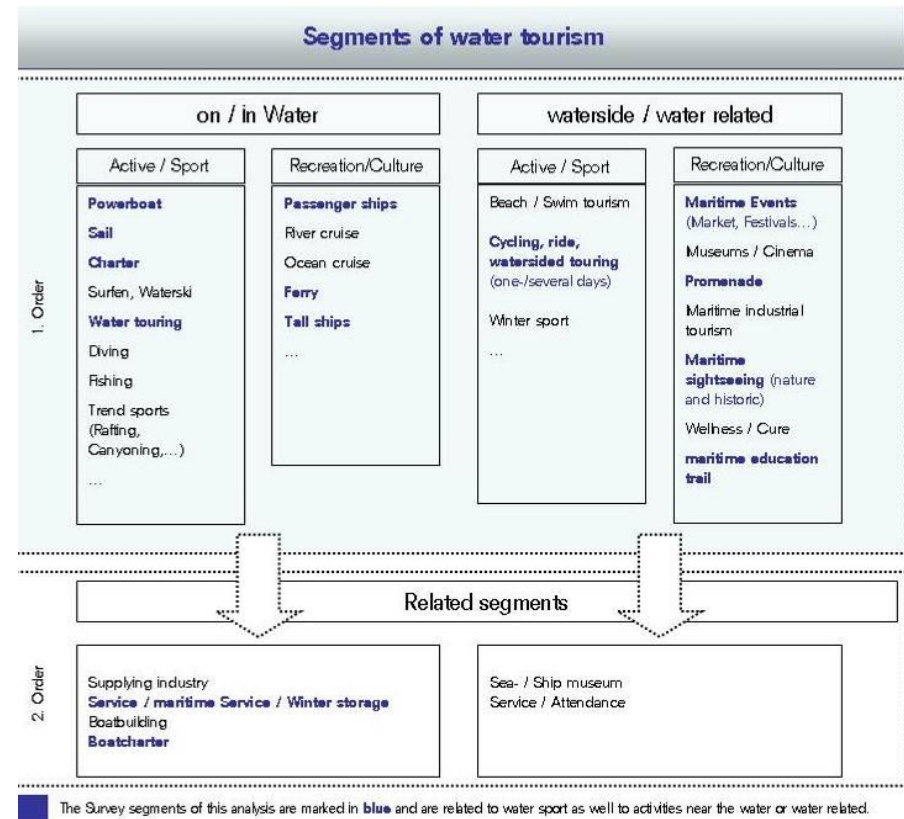 Segments of water tourism
1. Order
on / in Water
Active / Sport
Powerboat
Sail
Charter
Surfen, Waterski
Water touring
Diving
Fishing
Trend sports
(Rafting,
Canyoning,...)
...
Recreation/Culture
Passenger ships
River cruise
Ocean cruise
Ferry
Tall ships
...
waterside / water related
Active / Sport
Beach / Swim tourism
Cycling, ride,
watersided touring
(one-/several days)
Winter sport
...
Recreation/Culture
Maritime Events
(Market, Festivals...)
Museums / Cinema
Promenade
Maritime industrial
tourism
Maritime
sightseeing (nature
and historic)
Wellness / Cure
maritime education
trail
2. Order
Related segments
Supplying industry
Service / maritime Service / Winter storage
Boatbuilding
Boatcharter
Sea- / Ship museum
Service / Attendance
The Survey segments of this analysis are marked in blue and are related to water sport as well to activities near the water or water related.